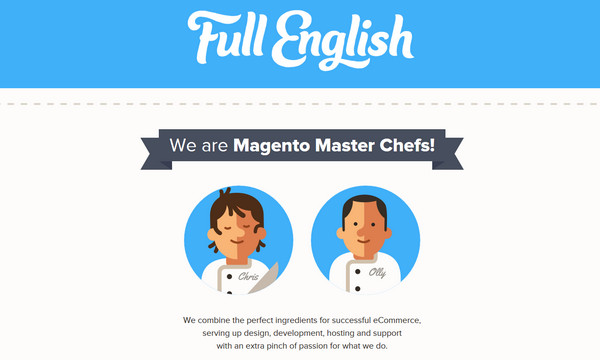 Full English
We are Magento Master Chefs!
Chris
Olly
We combine the perfect ingredients for successful eCommerce,
serving up design, development, hosting and support
with an extra pinch of passion for what we do.